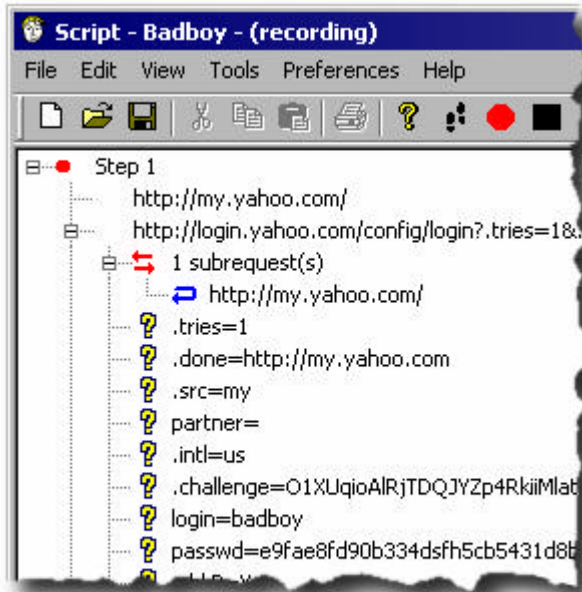 Script - Badboy - (recording)
File Edit View Tools Preferences Help
Step 1
http://my.yahoo.com/
http://login.yahoo.com/config/login?.tries=1&
1 subrequest(s)
http://my.yahoo.com/
.tries=1
.done=http://my.yahoo.com
.src=my
partner=
.intl=us
.challenge=O1XUqioAlRjTDQJYZp4RkiiMlat
login=badboy
passwd=e9fae8fd90b334dsfh5cb5431d8b